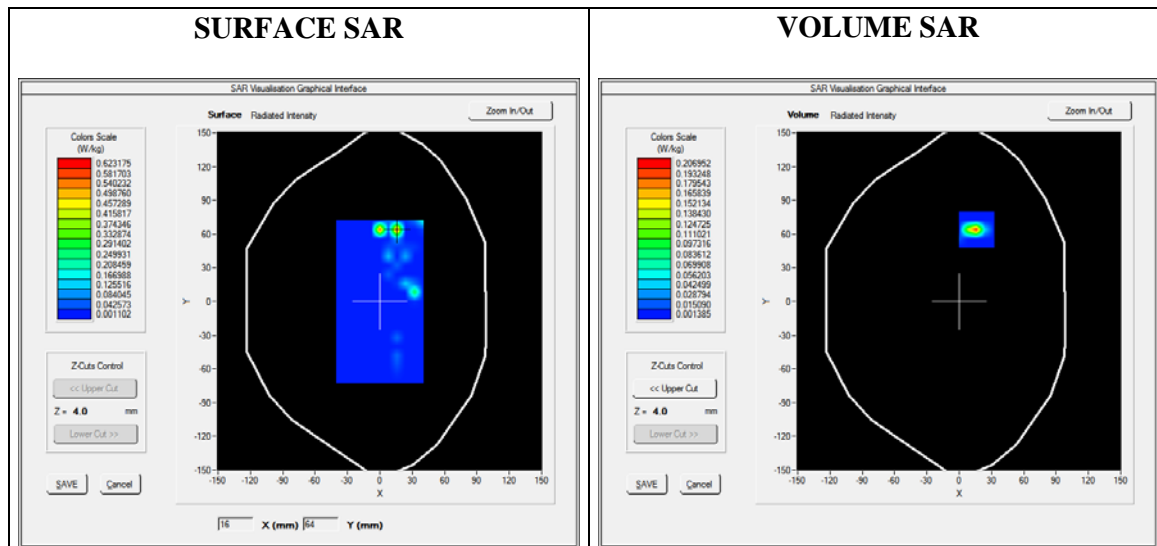 SURFACE SAR
SAR Visualisation Graphical Interface
Surface Radiated Intensity
Zoom In/Out
Colors Scale
(W/kg)
0.623175
0.581703
0.540232
0.498760
0.457289
0.415817
0.374346
0.332874
0.291402
0.249931
0.208459
0.166988
0.125516
0.084045
0.042573
0.001102
Z-Cuts Control
<< Upper Cut
Z = 4.0 mm
Lower Cut >>
SAVE Cancel
150
120
90
60
30
0
-30
-60
-90
-120
-150
Y
-150 -120 -90 -60 -30 0 30 60 90 120 150
X
16 X (mm) 64 Y (mm)
VOLUME SAR
SAR Visualisation Graphical Interface
Volume Radiated Intensity
Zoom In/Out
Colors Scale
(W/kg)
0.206952
0.193248
0.179543
0.165839
0.152134
0.138430
0.124725
0.111021
0.097316
0.083612
0.069908
0.056203
0.042499
0.028794
0.015090
0.001385
Z-Cuts Control
<< Upper Cut
Z = 4.0 mm
Lower Cut >>
SAVE Cancel
150
120
90
60
30
0
-30
-60
-90
-120
-150
Y
-150 -120 -90 -60 -30 0 30 60 90 120 150
X